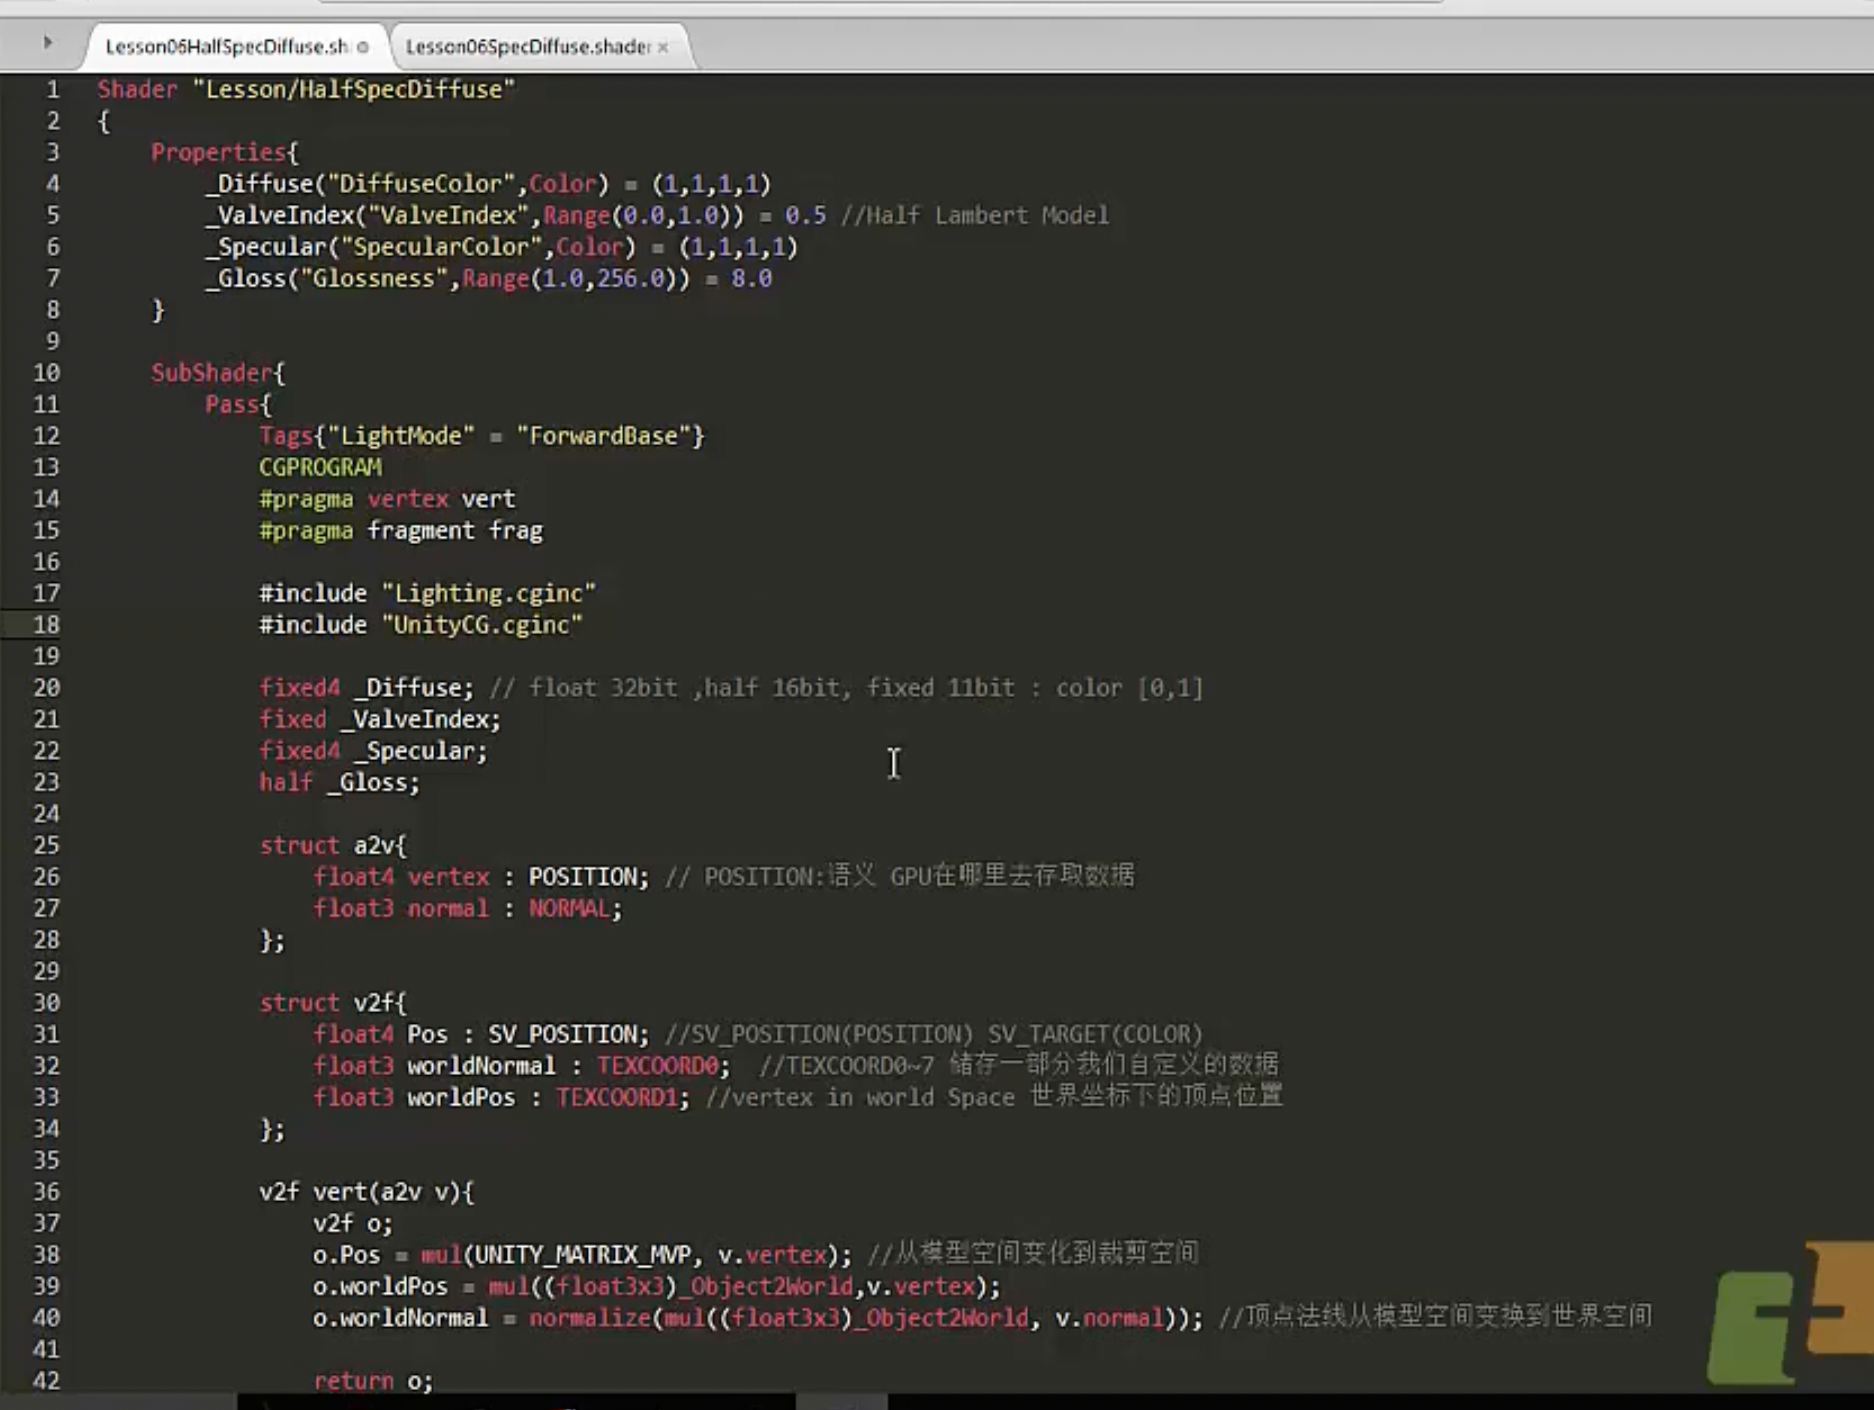 Lesson06HalfSpecDiffuse.sh Lesson06SpecDiffuse.shader
1 Shader "Lesson/HalfSpecDiffuse"
2 {
3 Properties{
4 _Diffuse("DiffuseColor",Color) = (1,1,1,1)
5 _ValveIndex("ValveIndex",Range(0.0,1.0)) = 0.5 //Half Lambert Model
6 _Specular("SpecularColor",Color) = (1,1,1,1)
7 _Gloss("Glossness",Range(1.0,256.0)) = 8.0
8 }
9
10 SubShader{
11 Pass{
12 Tags{"LightMode" = "ForwardBase"}
13 CGPROGRAM
14 #pragma vertex vert
15 #pragma fragment frag
16
17 #include "Lighting.cginc"
18 #include "UnityCG.cginc"
19
20 fixed4 _Diffuse; // float 32bit ,half 16bit, fixed 11bit : color [0,1]
21 fixed _ValveIndex;
22 fixed4 _Specular;
23 half _Gloss;
24
25 struct a2v{
26 float4 vertex : POSITION; // POSITION:语义 GPU在哪里去存取数据
27 float3 normal : NORMAL;
28 };
29
30 struct v2f{
31 float4 Pos : SV_POSITION; //SV_POSITION(POSITION) SV_TARGET(COLOR)
32 float3 worldNormal : TEXCOORD0; //TEXCOORD0~7 储存一部分我们自定义的数据
33 float3 worldPos : TEXCOORD1; //vertex in world Space 世界坐标下的顶点位置
34 };
35
36 v2f vert(a2v v){
37 v2f o;
38 o.Pos = mul(UNITY_MATRIX_MVP, v.vertex); //从模型空间变化到裁剪空间
39 o.worldPos = mul((float3x3)_Object2World,v.vertex);
40 o.worldNormal = normalize(mul((float3x3)_Object2World, v.normal)); //顶点法线从模型空间变换到世界空间
41
42 return o;